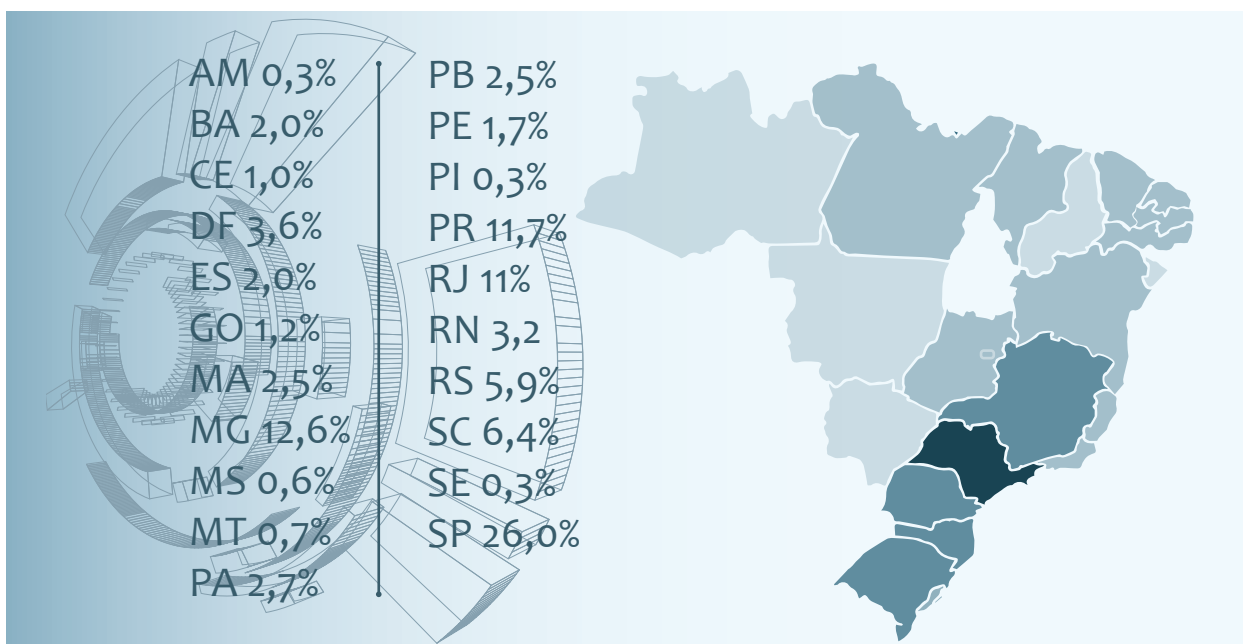 AM 0,3%
BA 2,0%
CE 1,0%
DF 3,6%
ES 2,0%
GO 1,2%
MA 2,5%
MG 12,6%
MS 0,6%
MT 0,7%
PA 2,7%
PB 2,5%
PE 1,7%
PI 0,3%
PR 11,7%
RJ 11%
RN 3,2
RS 5,9%
SC 6,4%
SE 0,3%
SP 26,0%